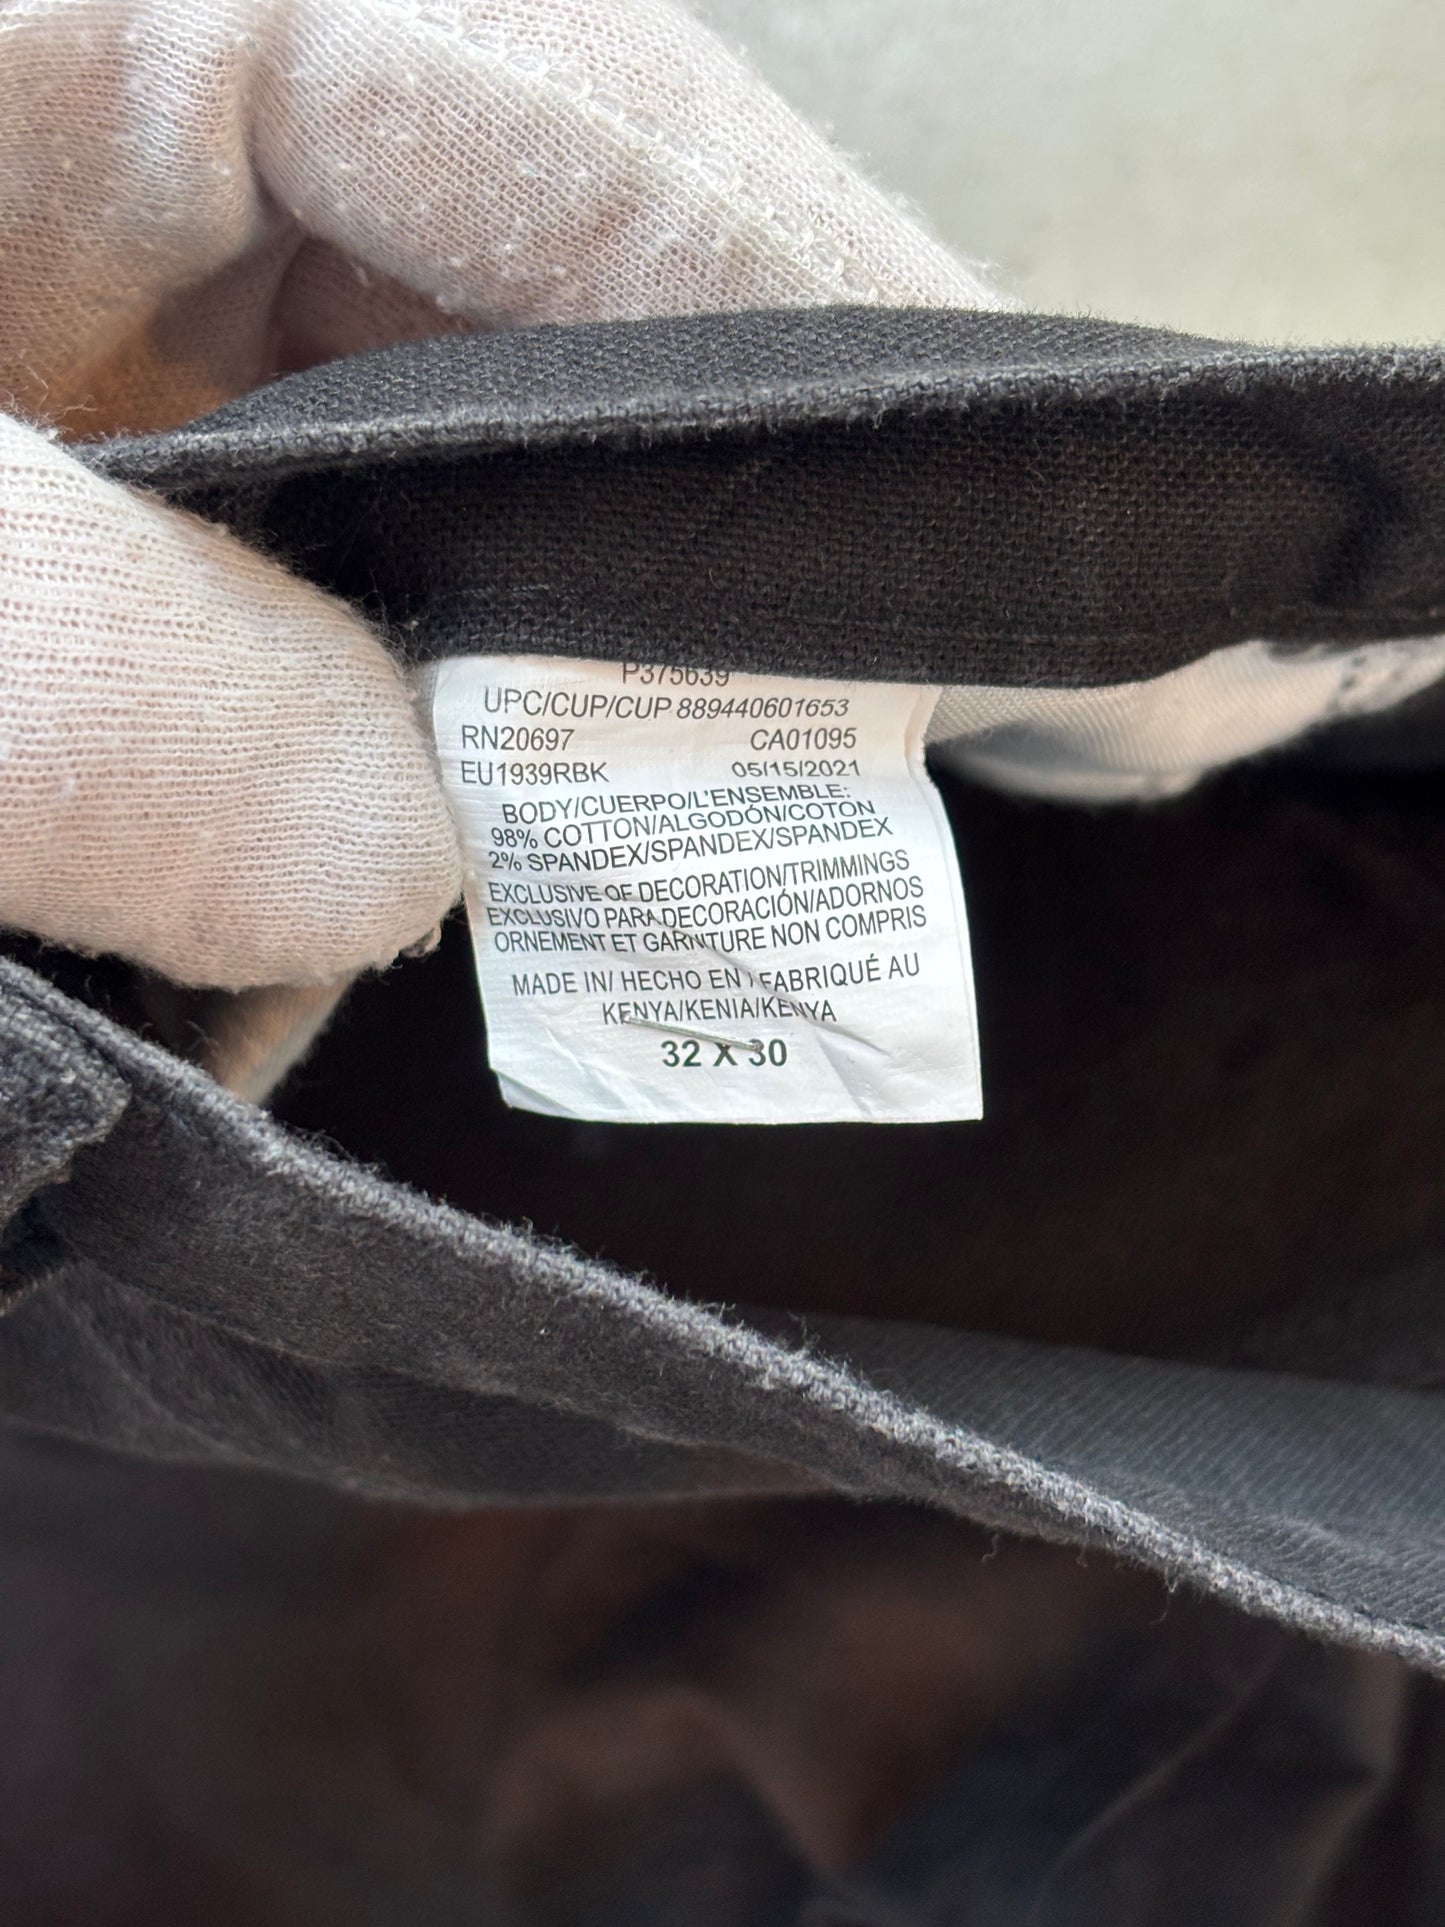 P375639
UPC/CUP/CUP 889440601653
RN20697 CA01095
EU1939RBK 05/15/2021
BODY/CUERPO/L'ENSEMBLE:
98% COTTON/ALGODÓN/COTON
2% SPANDEX/SPANDEX/SPANDEX
EXCLUSIVE OF DECORATION/TRIMMINGS
EXCLUSIVO PARA DECORACIÓN/ADORNOS
ORNEMENT ET GARNITURE NON COMPRIS
MADE IN/ HECHO EN / FABRIQUÉ AU
KENYA/KENIA/KENYA
32 X 30